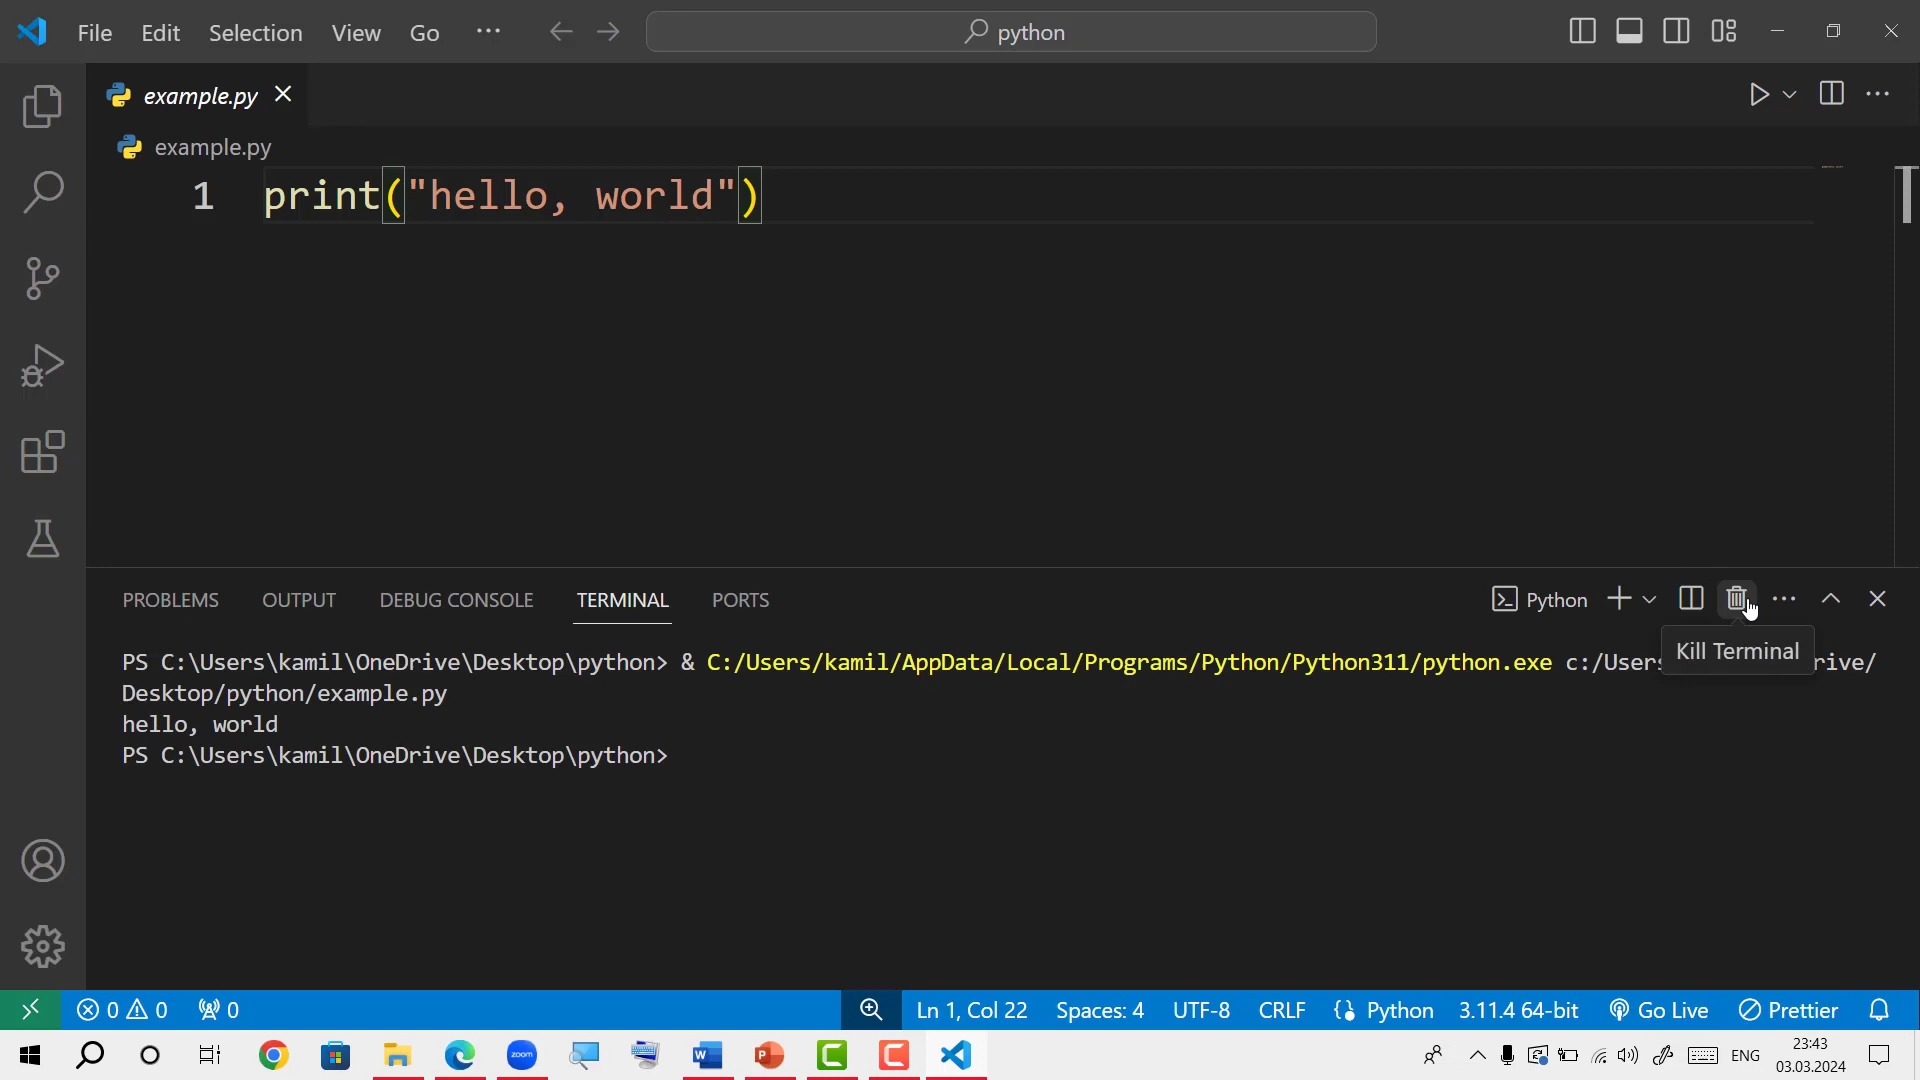 File Edit Selection View Go ··· python
example.py
example.py
1 print("hello, world")
PROBLEMS OUTPUT DEBUG CONSOLE TERMINAL PORTS Python
Kill Terminal
PS C:\Users\kamil\OneDrive\Desktop\python> & C:/Users/kamil/AppData/Local/Programs/Python/Python311/python.exe c:/Users rive/
Desktop/python/example.py
hello, world
PS C:\Users\kamil\OneDrive\Desktop\python>
0 0 0 Ln 1, Col 22 Spaces: 4 UTF-8 CRLF Python 3.11.4 64-bit Go Live Prettier
zoom ENG 23:43
03.03.2024